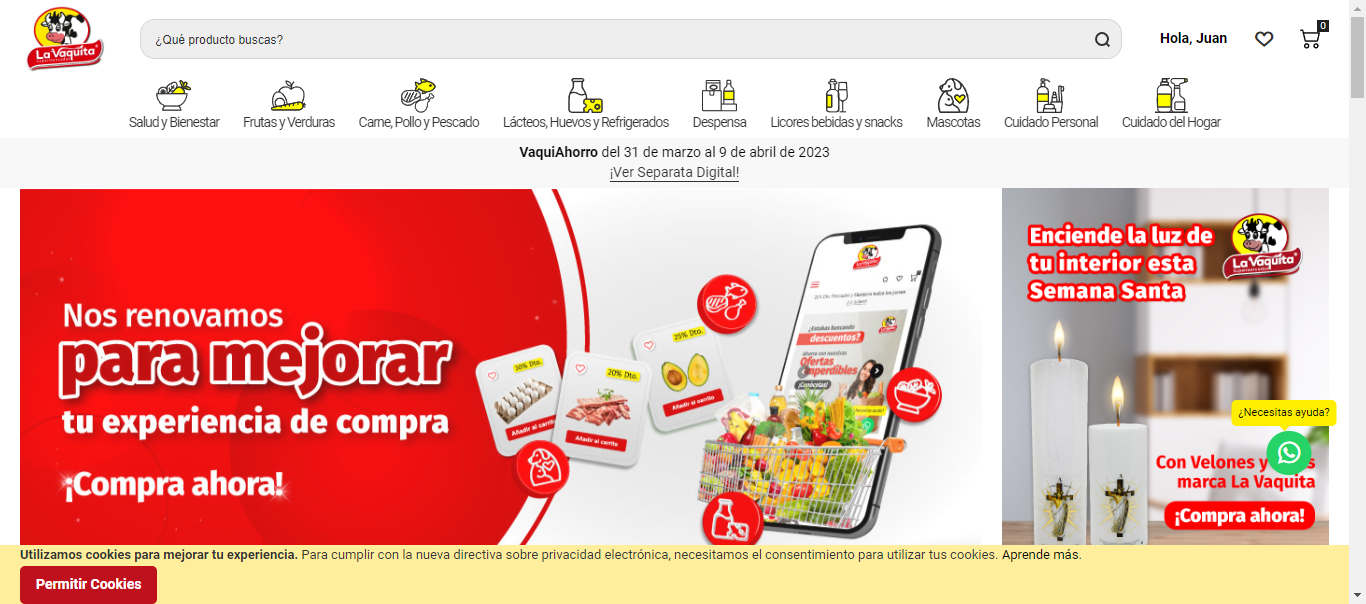 La Vaquita
Supermercados
¿Qué producto buscas?
Hola, Juan
0
Salud y Bienestar
Frutas y Verduras
Carne, Pollo y Pescado
Lácteos, Huevos y Refrigerados
Despensa
Licores bebidas y snacks
Mascotas
Cuidado Personal
Cuidado del Hogar
VaquiAhorro del 31 de marzo al 9 de abril de 2023
¡Ver Separata Digital!
Nos renovamos
para mejorar
tu experiencia de compra
¡Compra ahora!
30% Dto.
Añadir al carrito
20% Dto.
Añadir al carrito
25% Dto.
Añadir al carrito
La Vaquita
¿Estabas buscando
descuentos?
Ahorre con nuestras
Ofertas
imperdibles
¡Conócelas!
Enciende la luz de
tu interior esta
Semana Santa
La Vaquita
Supermercados
¿Necesitas ayuda?
Con Velones y
marca La Vaquita
¡Compra ahora!
Utilizamos cookies para mejorar tu experiencia. Para cumplir con la nueva directiva sobre privacidad electrónica, necesitamos el consentimiento para utilizar tus cookies. Aprende más.
Permitir Cookies